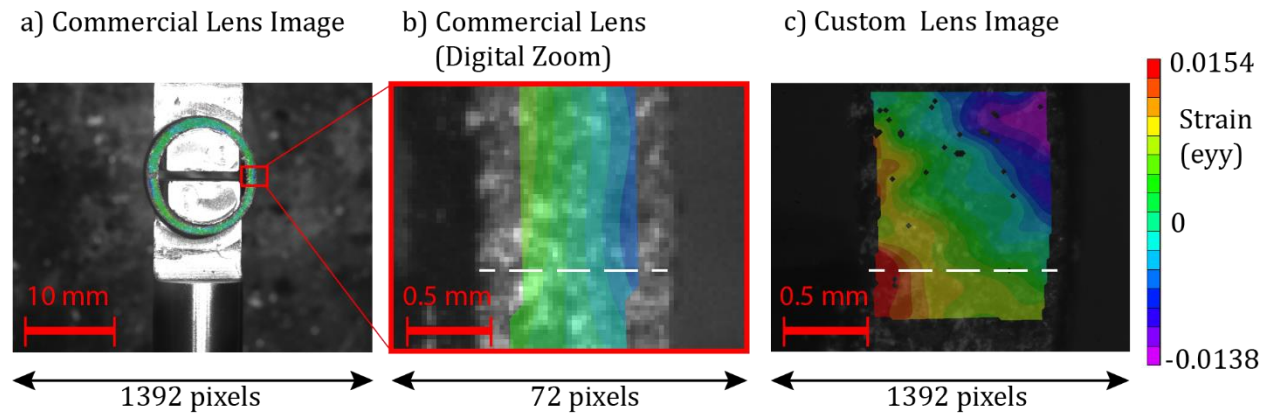 a) Commercial Lens Image
b) Commercial Lens
(Digital Zoom)
c) Custom Lens Image
10 mm
1392 pixels
0.5 mm
72 pixels
0.5 mm
1392 pixels
0.0154
Strain
(eyy)
0
-0.0138